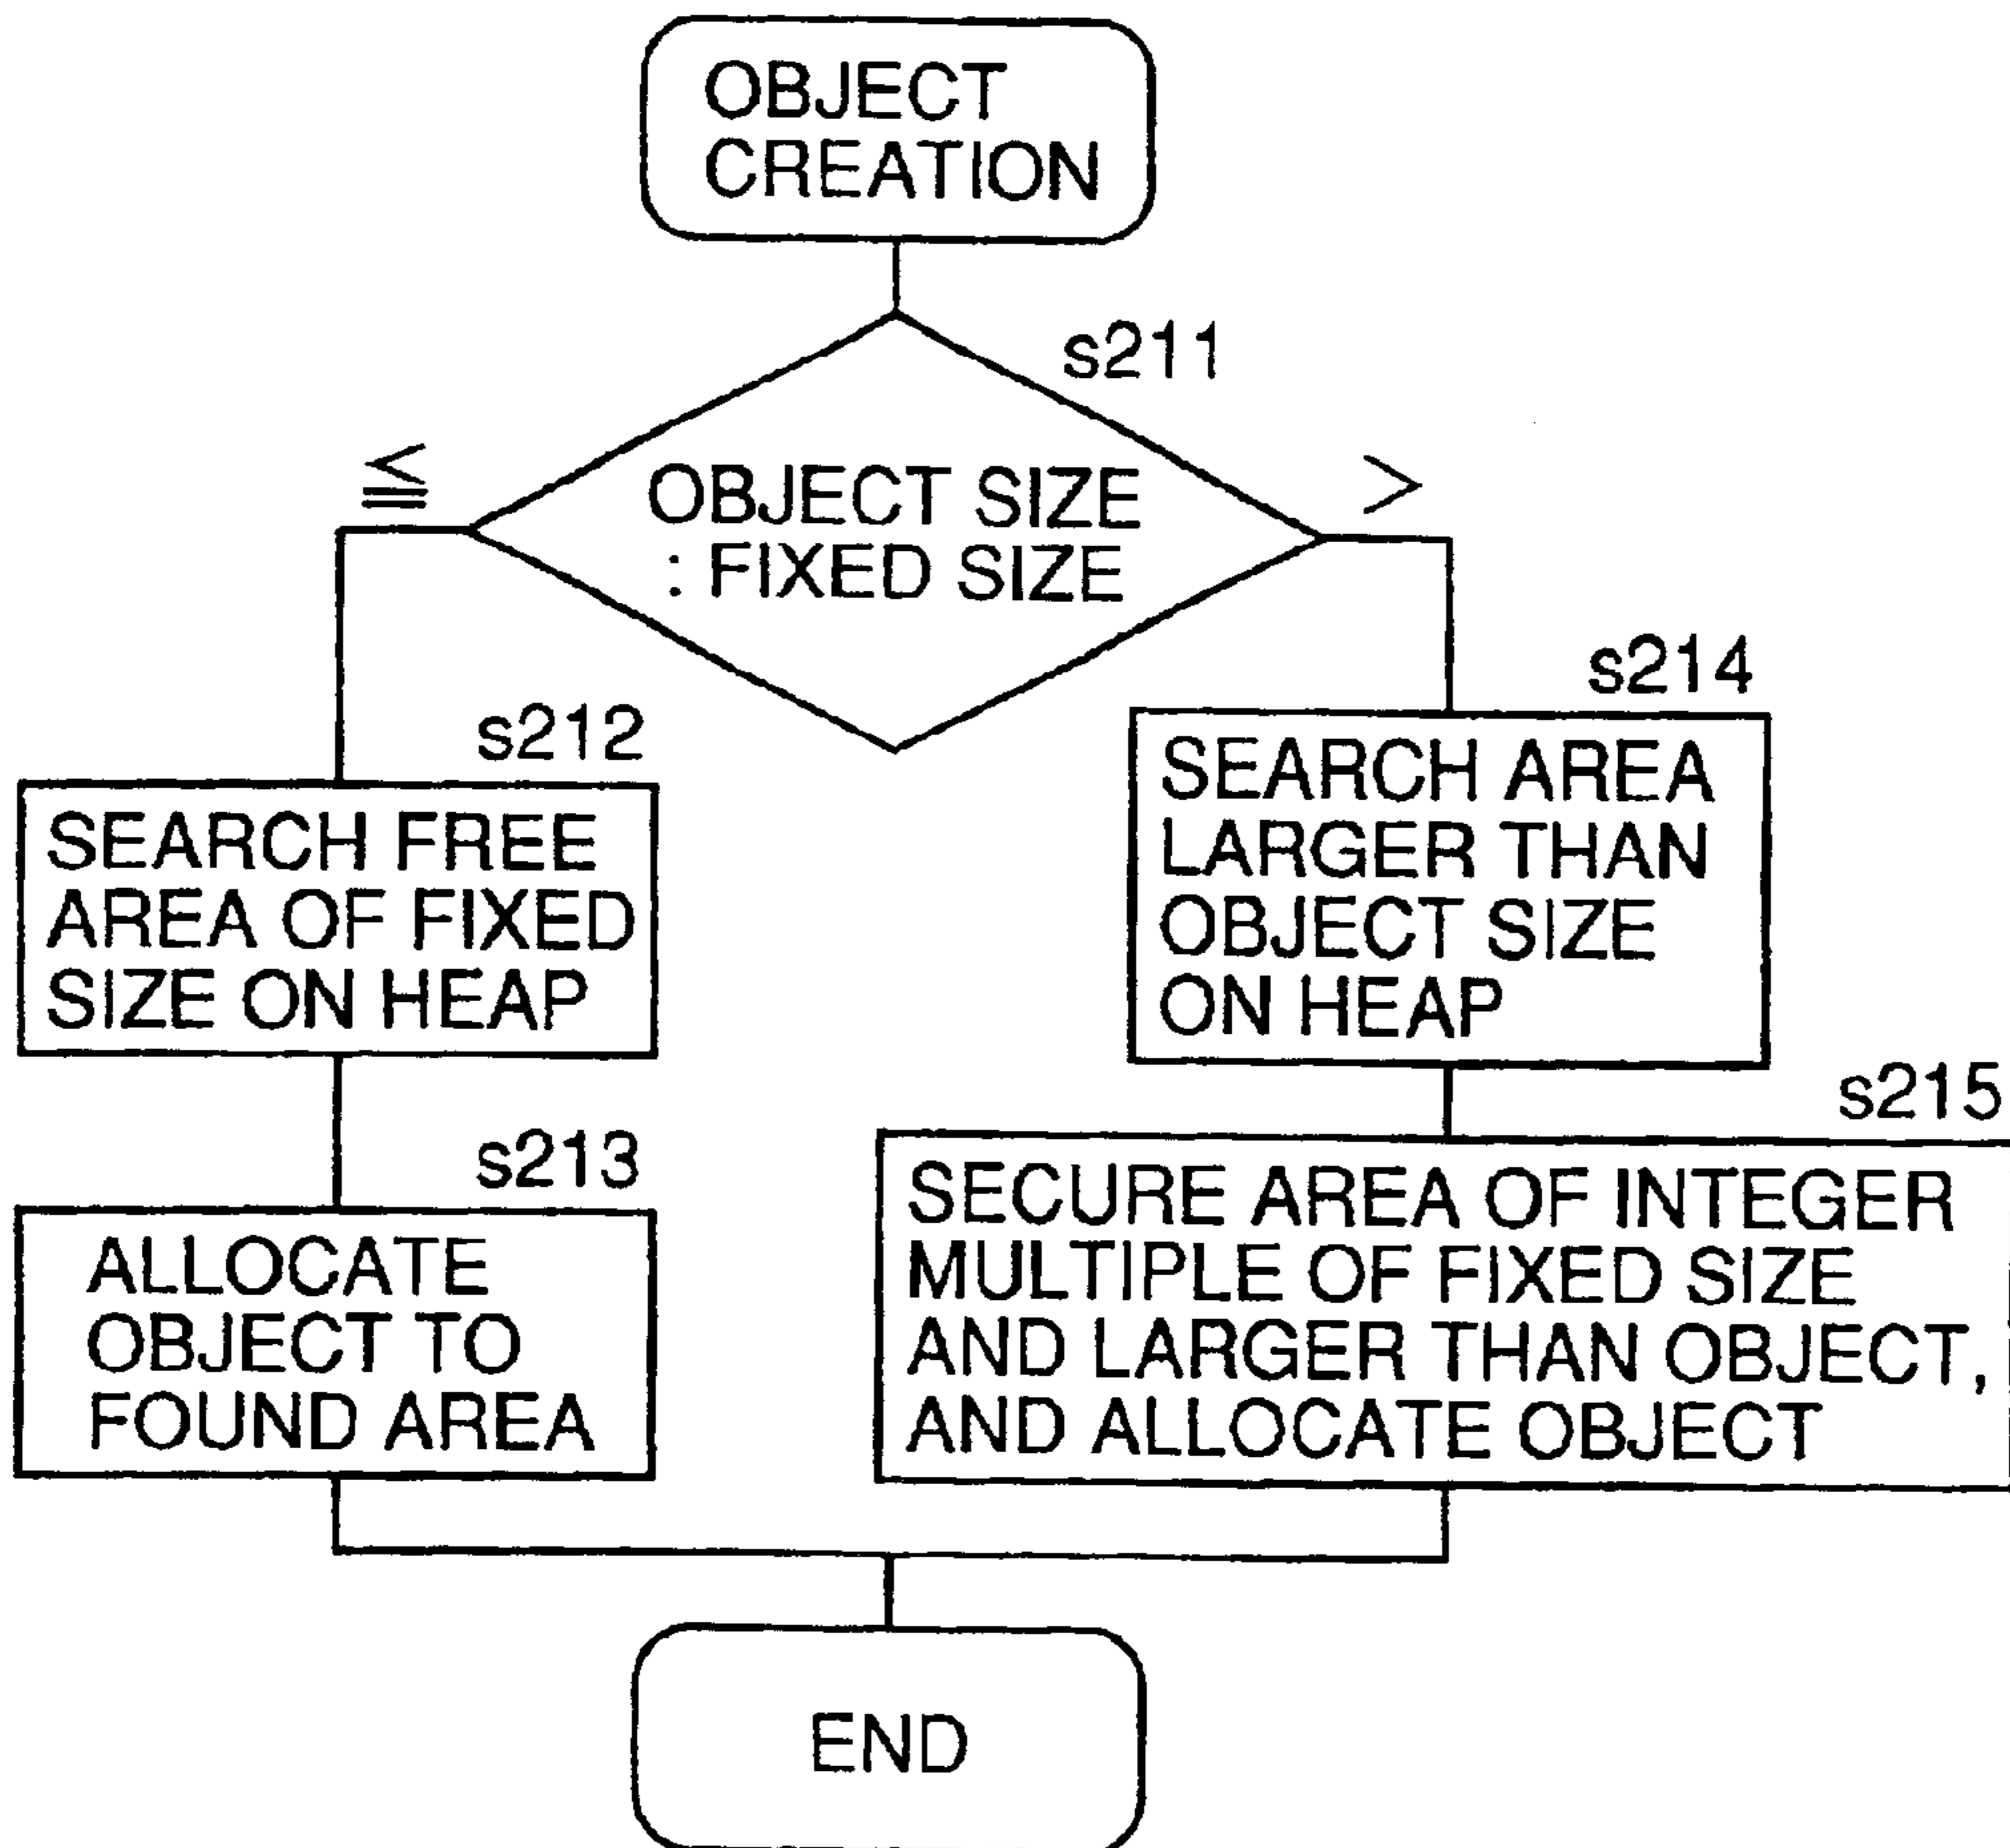 OBJECT
CREATION
s211
≦
OBJECT SIZE
: FIXED SIZE
>
s212
SEARCH FREE
AREA OF FIXED
SIZE ON HEAP
s213
ALLOCATE
OBJECT TO
FOUND AREA
s214
SEARCH AREA
LARGER THAN
OBJECT SIZE
ON HEAP
s215
SECURE AREA OF INTEGER
MULTIPLE OF FIXED SIZE
AND LARGER THAN OBJECT,
AND ALLOCATE OBJECT
END